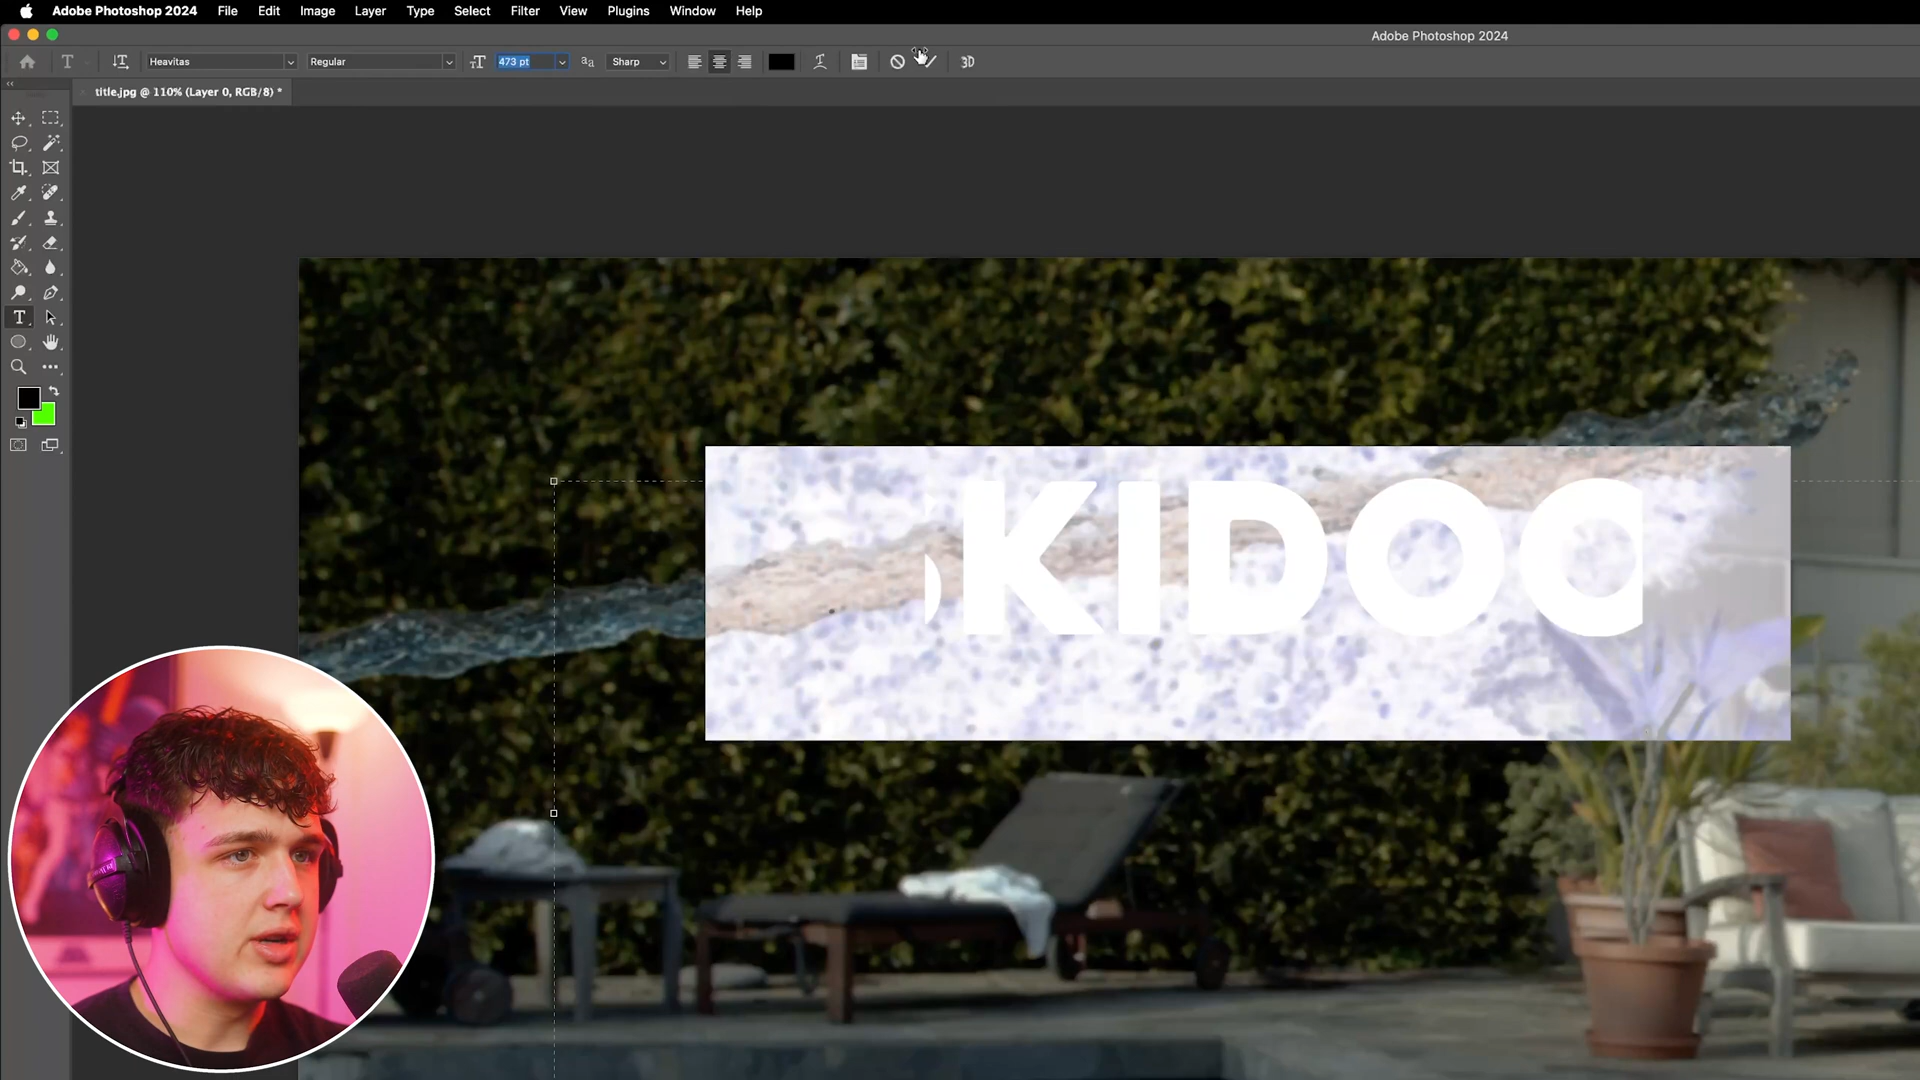 Adobe Photoshop 2024 File Edit Image Layer Type Select Filter View Plugins Window Help
Adobe Photoshop 2024
T Heavitas Regular 473 pt Sharp 3D
title.jpg @ 110% (Layer 0, RGB/8) *
KIDOO